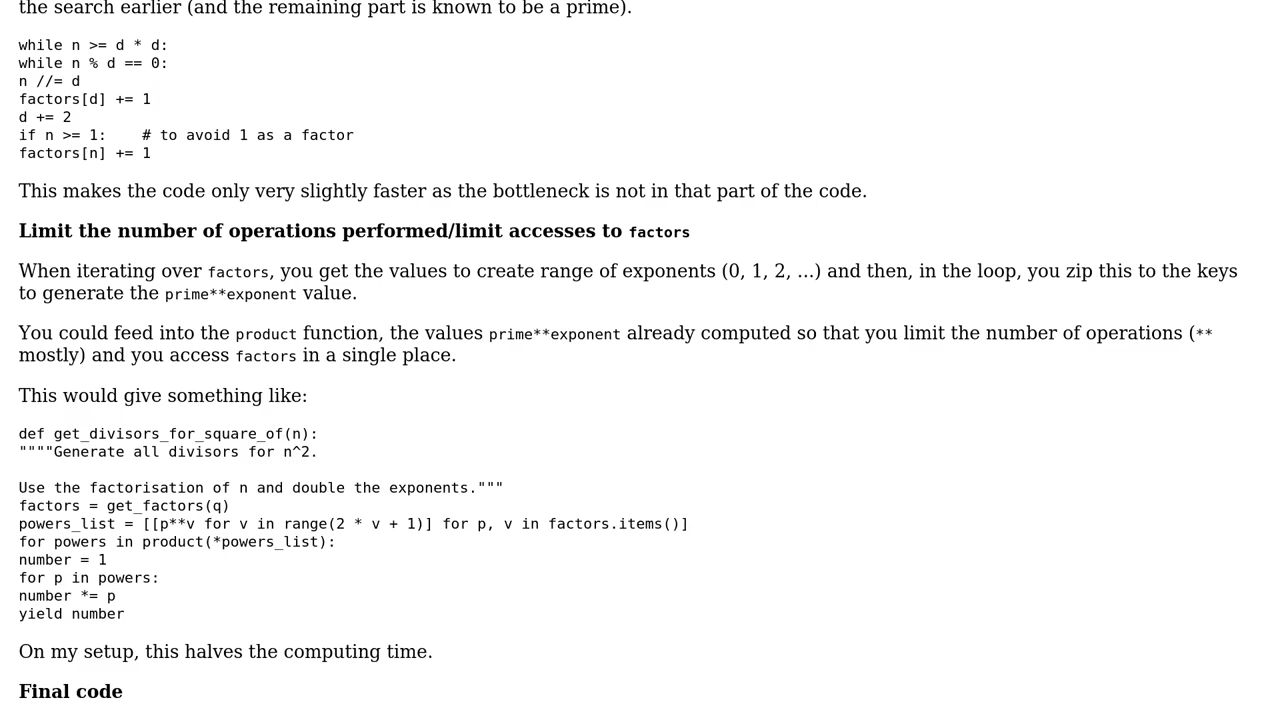 the search earlier (and the remaining part is known to be a prime).
while n >= d * d:
while n % d == 0:
n //= d
factors[d] += 1
d += 2
if n >= 1:    # to avoid 1 as a factor
factors[n] += 1
This makes the code only very slightly faster as the bottleneck is not in that part of the code.
Limit the number of operations performed/limit accesses to factors
When iterating over factors, you get the values to create range of exponents (0, 1, 2, ...) and then, in the loop, you zip this to the keys
to generate the prime**exponent value.
You could feed into the product function, the values prime**exponent already computed so that you limit the number of operations (**
mostly) and you access factors in a single place.
This would give something like:
def get_divisors_for_square_of(n):
""""Generate all divisors for n^2.
Use the factorisation of n and double the exponents."""
factors = get_factors(q)
powers_list = [[p**v for v in range(2 * v + 1)] for p, v in factors.items()]
for powers in product(*powers_list):
number = 1
for p in powers:
number *= p
yield number
On my setup, this halves the computing time.
Final code